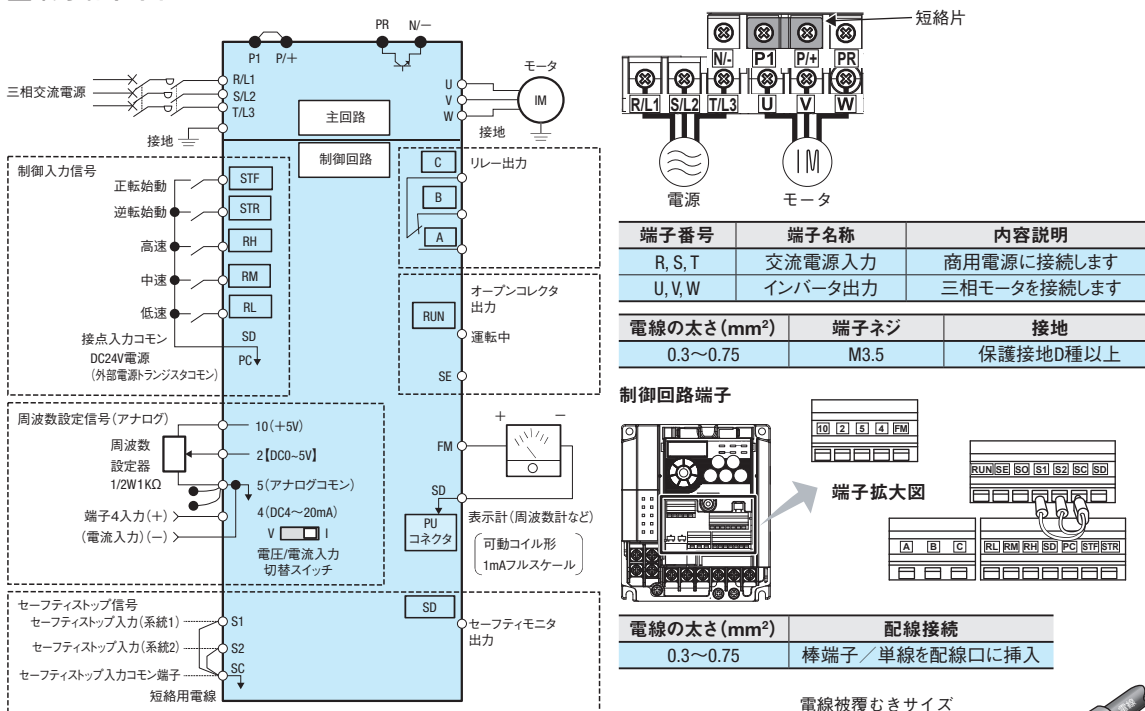 PR N/−
P1 P/+
R/L1
S/L2
T/L3
三相交流電源
接地
主回路
U
V
W
モータ
IM
接地
制御回路
制御入力信号
正転始動
STF
逆転始動
STR
高速
RH
中速
RM
低速
RL
接点入力コモン
SD
DC24V電源
PC
(外部電源トランジスタコモン)
C
リレー出力
B
A
オープンコレクタ
出力
RUN
運転中
SE
周波数設定信号(アナログ)
周波数
設定器
1/2W1KΩ
10(+5V)
2【DC0~5V】
5(アナログコモン)
端子4入力(+)
4(DC4〜20mA)
(電流入力)(−)
V I
電圧/電流入力
切替スイッチ
+ −
FM
SD
PU
コネクタ
表示計(周波数計など)
可動コイル形
1mAフルスケール
セーフティストップ信号
セーフティストップ入力(系統1)
S1
セーフティストップ入力(系統2)
S2
セーフティストップ入力コモン端子
SC
短絡用電線
SD
セーフティモニタ
出力
短絡片
N/- P1 P/+ PR
R/L1 S/L2 T/L3 U V W
IM
電源 モータ
端子番号 端子名称 内容説明
R, S, T 交流電源入力 商用電源に接続します
U, V, W インバータ出力 三相モータを接続します
電線の太さ(mm²) 端子ネジ 接地
0.3〜0.75 M3.5 保護接地D種以上
制御回路端子
10 2 5 4 FM
RUN SE SO S1 S2 SC SD
端子拡大図
A B C
RL RM RH SD PC STF STR
電線の太さ(mm²) 配線接続
0.3〜0.75 棒端子/単線を配線口に挿入
電線被覆むきサイズ
電線